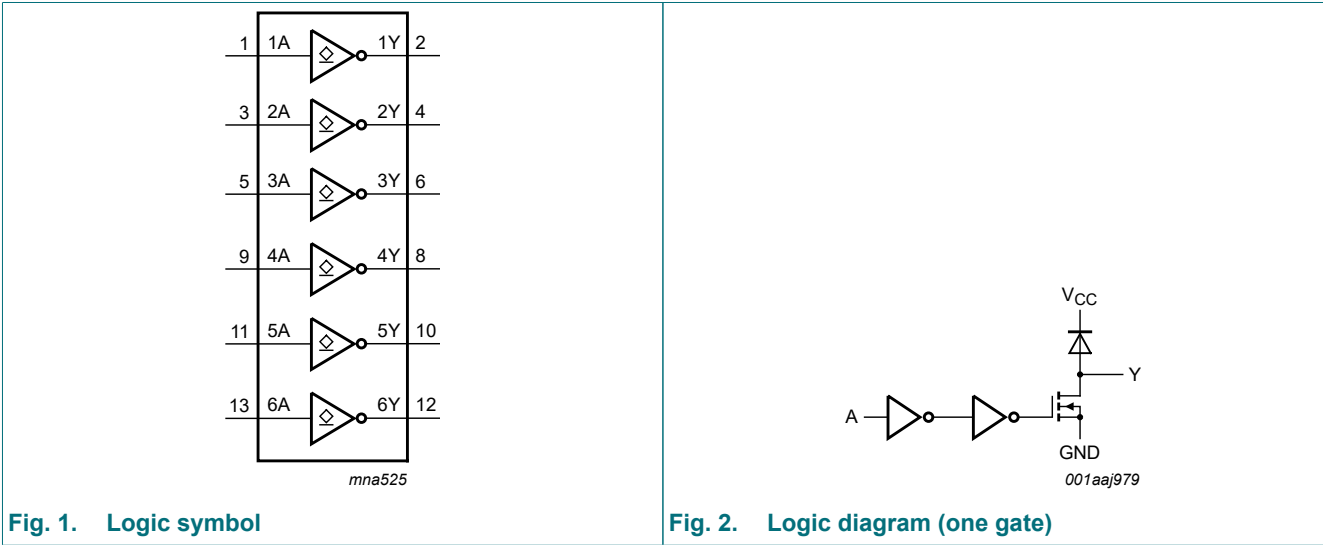 1 1A 1Y 2
3 2A 2Y 4
5 3A 3Y 6
9 4A 4Y 8
11 5A 5Y 10
13 6A 6Y 12
mna525
Fig. 1. Logic symbol
VCC
Y
A
GND
001aaj979
Fig. 2. Logic diagram (one gate)